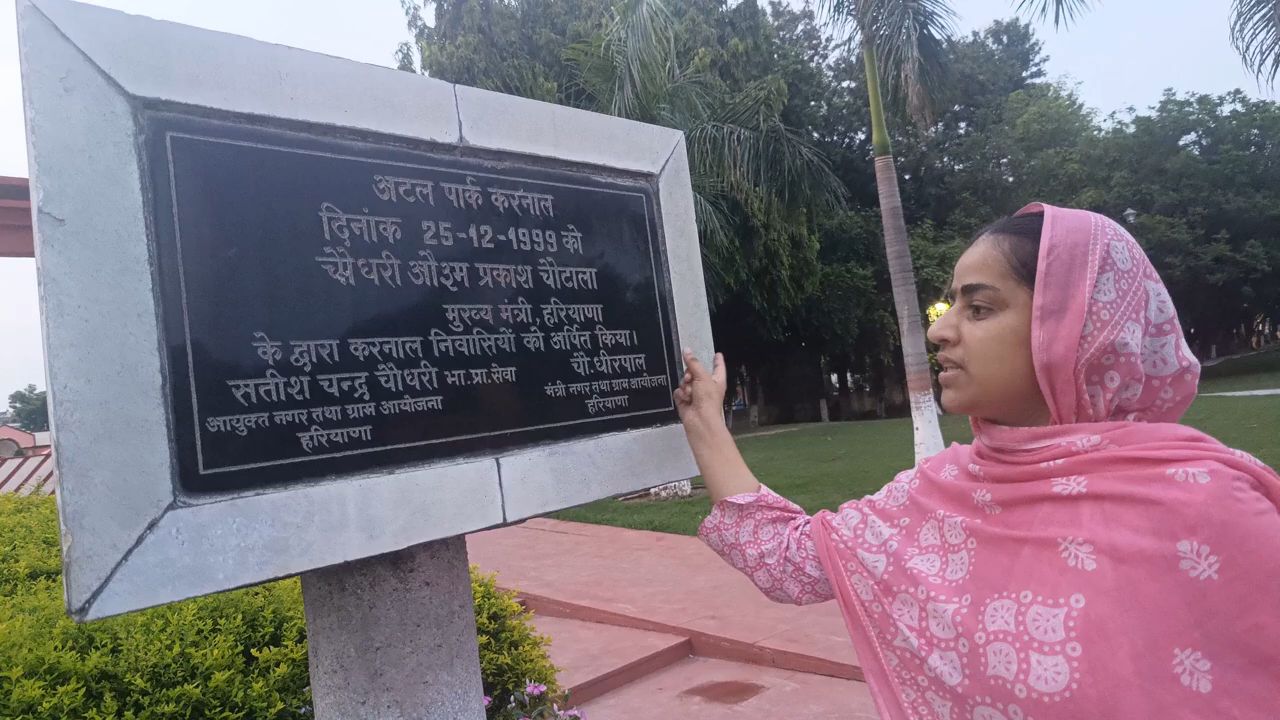 अटल पार्क करनाल
दिनांक 25-12-1999 को
चौधरी ओ३म प्रकाश चौटाला
मुख्य मंत्री, हरियाणा
के द्वारा करनाल निवासियों को अर्पित किया।
सतीश चन्द्र चौधरी भा.प्रा.सेवा
आयुक्त नगर तथा ग्राम आयोजना
हरियाणा
चौ.धीरपाल
मंत्री नगर तथा ग्राम आयोजना
हरियाणा